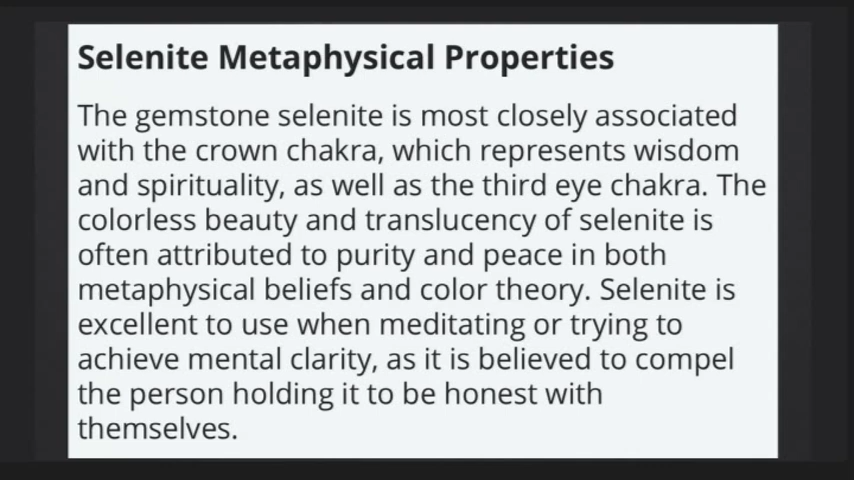 Selenite Metaphysical Properties
The gemstone selenite is most closely associated
with the crown chakra, which represents wisdom
and spirituality, as well as the third eye chakra. The
colorless beauty and translucency of selenite is
often attributed to purity and peace in both
metaphysical beliefs and color theory. Selenite is
excellent to use when meditating or trying to
achieve mental clarity, as it is believed to compel
the person holding it to be honest with
themselves.